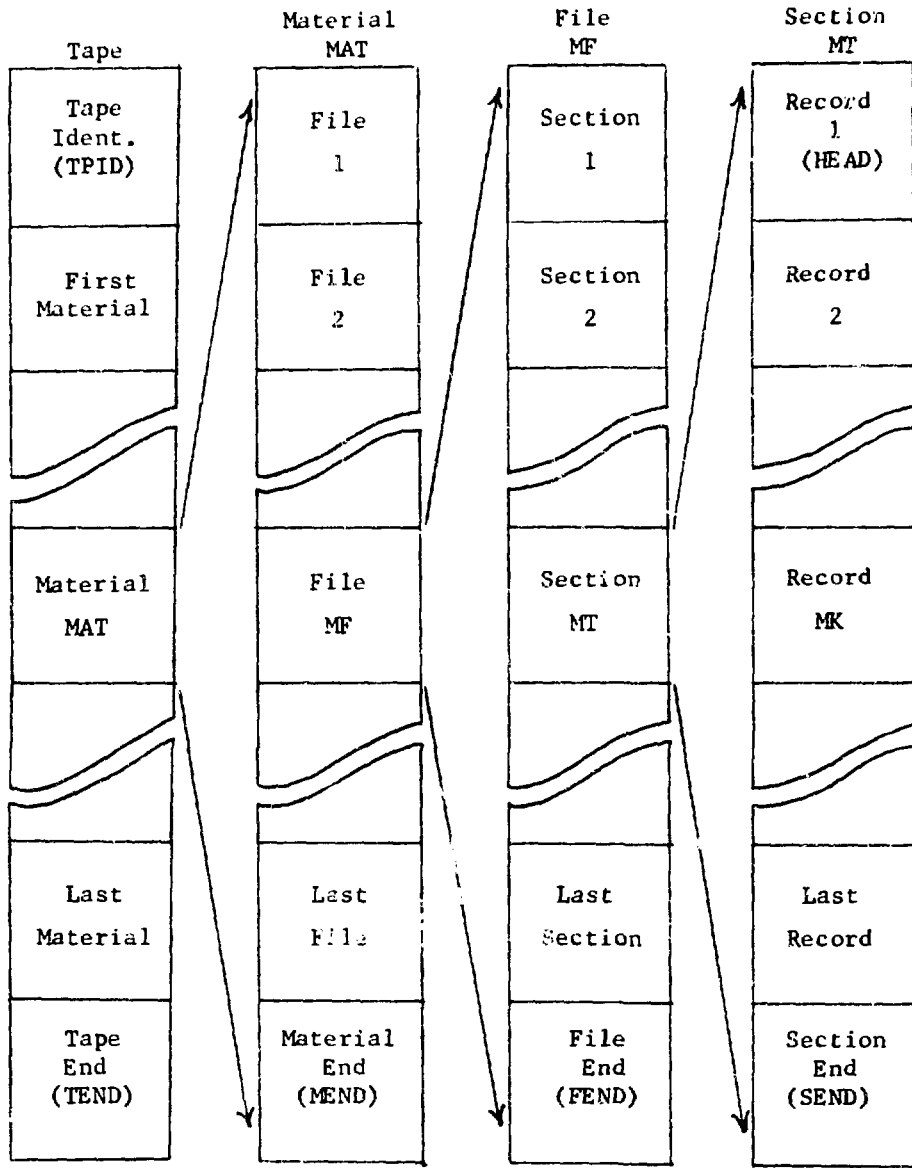 Tape
Material
MAT
File
MF
Section
MT
Tape
Ident.
(TPID)
First
Material
Material
MAT
Last
Material
Tape
End
(TEND)
File
1
File
2
File
MF
Last
File
Material
End
(MEND)
Section
1
Section
2
Section
MT
Last
Section
File
End
(FEND)
Record
1
(HEAD)
Record
2
Record
MK
Last
Record
Section
End
(SEND)